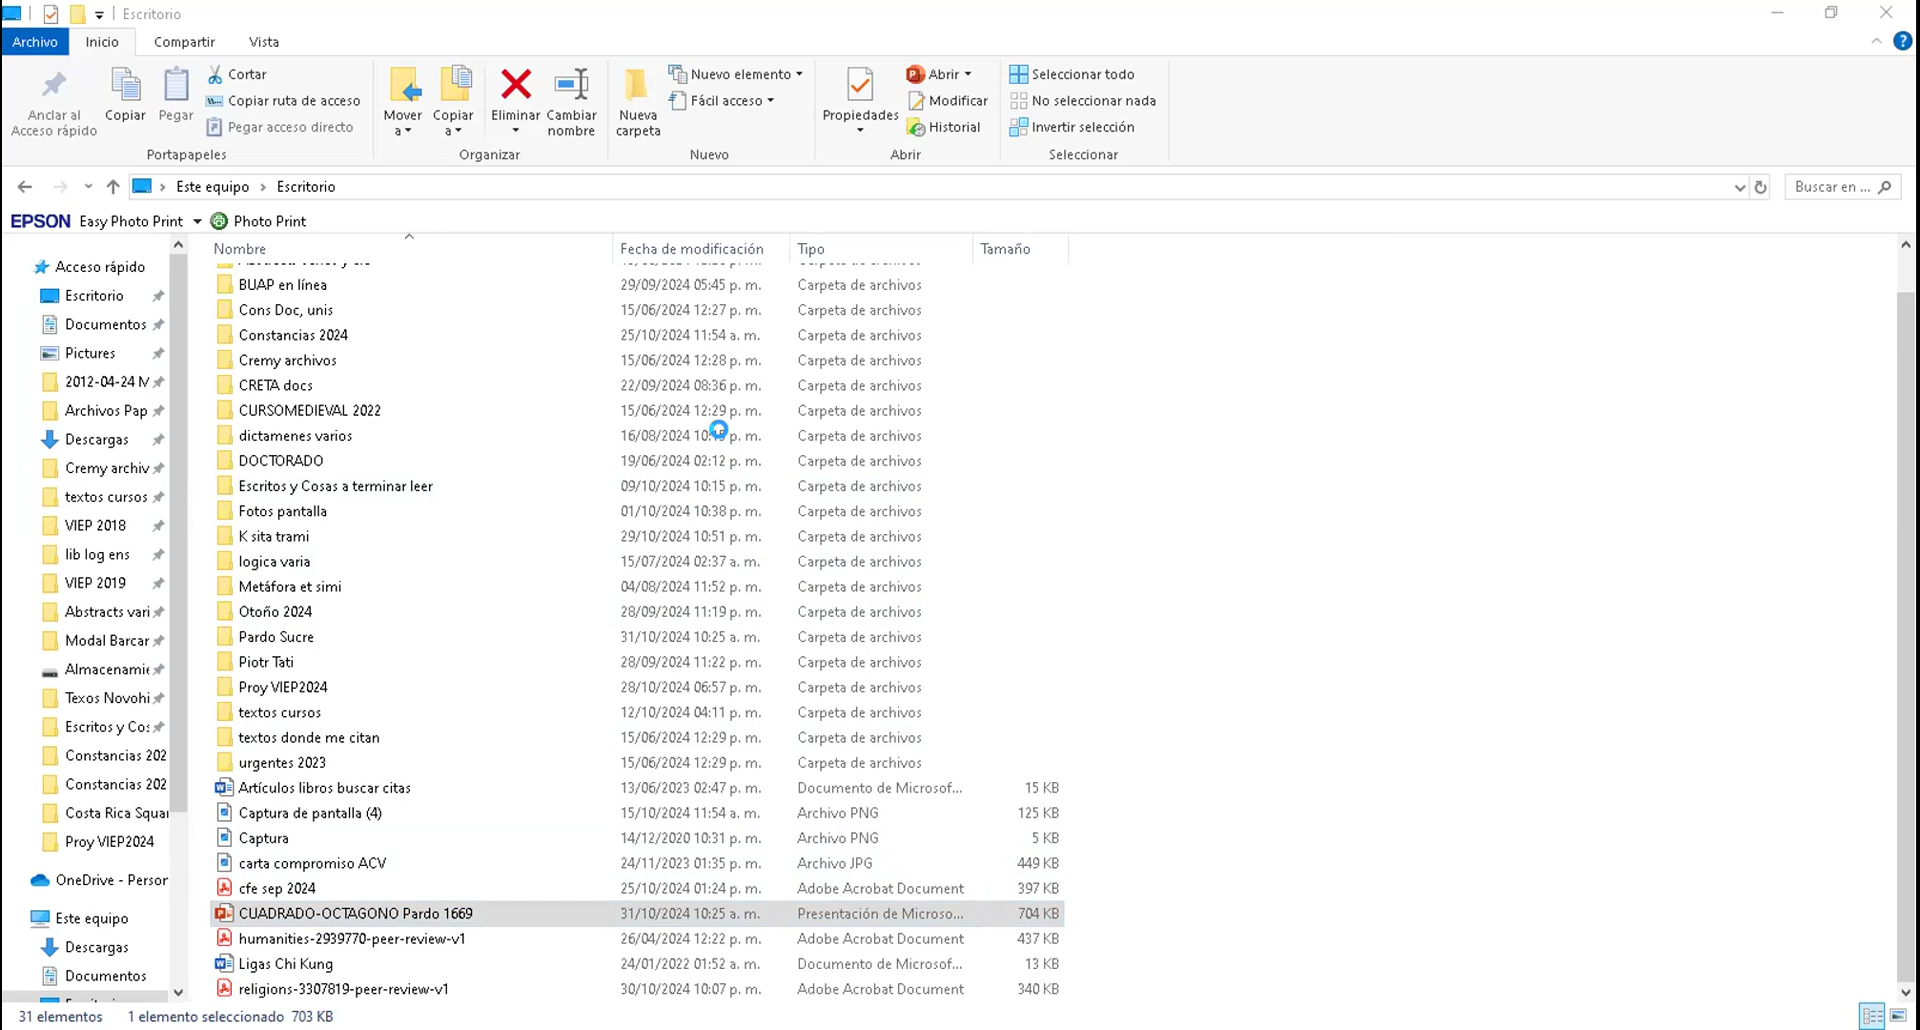 Escritorio
Archivo Inicio Compartir Vista
Anclar al Acceso rápido
Copiar
Pegar
Cortar
Copiar ruta de acceso
Pegar acceso directo
Portapapeles
Mover a
Copiar a
Eliminar
Cambiar nombre
Organizar
Nueva carpeta
Nuevo elemento
Fácil acceso
Nuevo
Propiedades
Abrir
Modificar
Historial
Abrir
Seleccionar todo
No seleccionar nada
Invertir selección
Seleccionar
Este equipo > Escritorio
Buscar en ...
EPSON Easy Photo Print Photo Print
Acceso rápido
Escritorio
Documentos
Pictures
2012-04-24 M
Archivos Pap
Descargas
Cremy archiv
textos cursos
VIEP 2018
lib log ens
VIEP 2019
Abstracts vari
Modal Barcar
Almacenamie
Texos Novohi
Escritos y Cos
Constancias 202
Constancias 202
Costa Rica Squar
Proy VIEP2024
OneDrive - Person
Este equipo
Descargas
Documentos
Nombre Fecha de modificación Tipo Tamaño
BUAP en línea 29/09/2024 05:45 p. m. Carpeta de archivos
Cons Doc, unis 15/06/2024 12:27 p. m. Carpeta de archivos
Constancias 2024 25/10/2024 11:54 a. m. Carpeta de archivos
Cremy archivos 15/06/2024 12:28 p. m. Carpeta de archivos
CRETA docs 22/09/2024 08:36 p. m. Carpeta de archivos
CURSOMEDIEVAL 2022 15/06/2024 12:29 p. m. Carpeta de archivos
dictamenes varios 16/08/2024 p. m. Carpeta de archivos
DOCTORADO 19/06/2024 02:12 p. m. Carpeta de archivos
Escritos y Cosas a terminar leer 09/10/2024 10:15 p. m. Carpeta de archivos
Fotos pantalla 01/10/2024 10:38 p. m. Carpeta de archivos
K sita trami 29/10/2024 10:51 p. m. Carpeta de archivos
logica varia 15/07/2024 02:37 a. m. Carpeta de archivos
Metáfora et simi 04/08/2024 11:52 p. m. Carpeta de archivos
Otoño 2024 28/09/2024 11:19 p. m. Carpeta de archivos
Pardo Sucre 31/10/2024 10:25 a. m. Carpeta de archivos
Piotr Tati 28/09/2024 11:22 p. m. Carpeta de archivos
Proy VIEP2024 28/10/2024 06:57 p. m. Carpeta de archivos
textos cursos 12/10/2024 04:11 p. m. Carpeta de archivos
textos donde me citan 15/06/2024 12:29 p. m. Carpeta de archivos
urgentes 2023 15/06/2024 12:29 p. m. Carpeta de archivos
Artículos libros buscar citas 13/06/2023 02:47 p. m. Documento de Microsof... 15 KB
Captura de pantalla (4) 15/10/2024 11:54 a. m. Archivo PNG 125 KB
Captura 14/12/2020 10:31 p. m. Archivo PNG 5 KB
carta compromiso ACV 24/11/2023 01:35 p. m. Archivo JPG 449 KB
cfe sep 2024 25/10/2024 01:24 p. m. Adobe Acrobat Document 397 KB
CUADRADO-OCTAGONO Pardo 1669 31/10/2024 10:25 a. m. Presentación de Microso... 704 KB
humanities-2939770-peer-review-v1 26/04/2024 12:22 p. m. Adobe Acrobat Document 437 KB
Ligas Chi Kung 24/01/2022 01:52 a. m. Documento de Microsof... 13 KB
religions-3307819-peer-review-v1 30/10/2024 10:07 p. m. Adobe Acrobat Document 340 KB
31 elementos 1 elemento seleccionado 703 KB